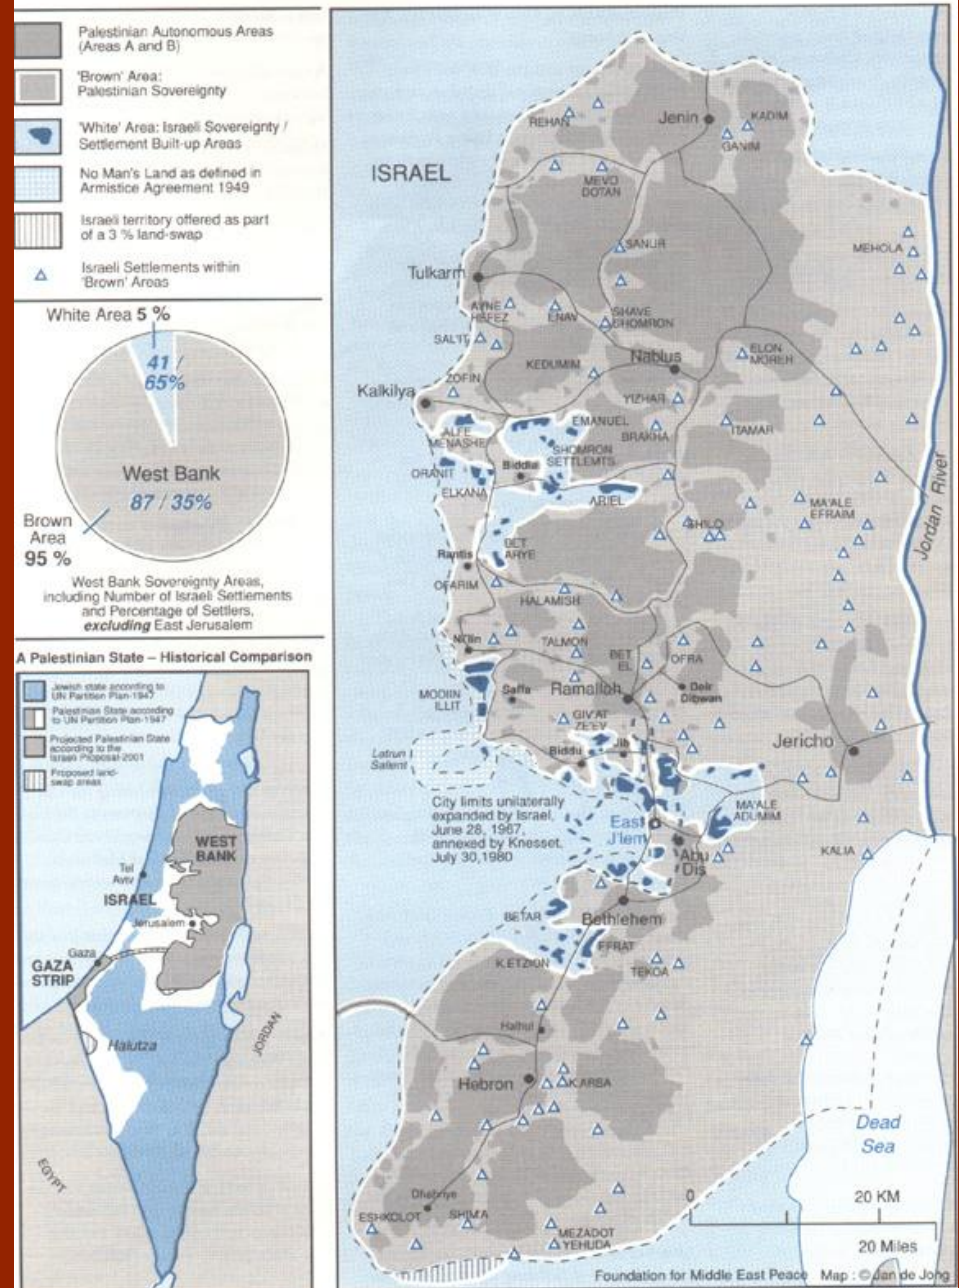 Palestinian Autonomous Areas
(Areas A and B)
'Brown' Area:
Palestinian Sovereignty
'White' Area: Israeli Sovereignty /
Settlement Built-up Areas
No Man's Land as defined in
Armistice Agreement 1949
Israeli territory offered as part
of a 3 % land-swap
Israeli Settlements within
'Brown' Areas
White Area 5 %
41 /
65%
West Bank
87 / 35%
Brown
Area
95 %
West Bank Sovereignty Areas,
including Number of Israeli Settlements
and Percentage of Settlers,
excluding East Jerusalem
A Palestinian State – Historical Comparison
Jewish state according to
UN Partition Plan-1947
Palestinian State according
to UN Partition Plan-1947
Projected Palestinian State
according to the
Israeli Proposal-2001
Proposed land-
swap areas
WEST
BANK
Tel
Aviv
ISRAEL
Jerusalem
Gaza
GAZA
STRIP
Halutza
JORDAN
EGYPT
ISRAEL
REHAN
Jenin
KADIM
GANIM
MEVO
DOTAN
SANUR
MEHOLA
Tulkarm
AVNE
HEFEZ
ENAV
SHAVE
SHOMRON
SAL'IT
KEDUMIM
Nablus
ELON
MOREH
ZOFIN
Kalkilya
YIZHAR
ALFE
MENASHE
EMANUEL
BRAKHA
ITAMAR
SHOMRON
SETTLEMTS
ORANIT
Biddia
ELKANA
ARIEL
MA'ALE
EFRAIM
SHILO
Jordan River
BET
ARYE
Rantis
OFARIM
HALAMISH
Ni'lin
TALMON
BET
EL
OFRA
MODIIN
ILLIT
Saffa
Ramallah
Deir
Dibwan
GIV'AT
ZE'EV
Latrun
Salient
Biddu
Jib
Jericho
City limits unilaterally
expanded by Israel,
June 28, 1967,
annexed by Knesset,
July 30,1980
East
J'lem
MA'ALE
ADUMIM
Abu
Dis
KALIA
BETAR
Bethlehem
EFRAT
K.ETZION
TEKOA
Halhul
Hebron
K.ARBA
Dead
Sea
Dhahriye
ESHKOLOT
SHIM'A
MEZADOT
YEHUDA
0
20 KM
20 Miles
Foundation for Middle East Peace Map : © Jan de Jong